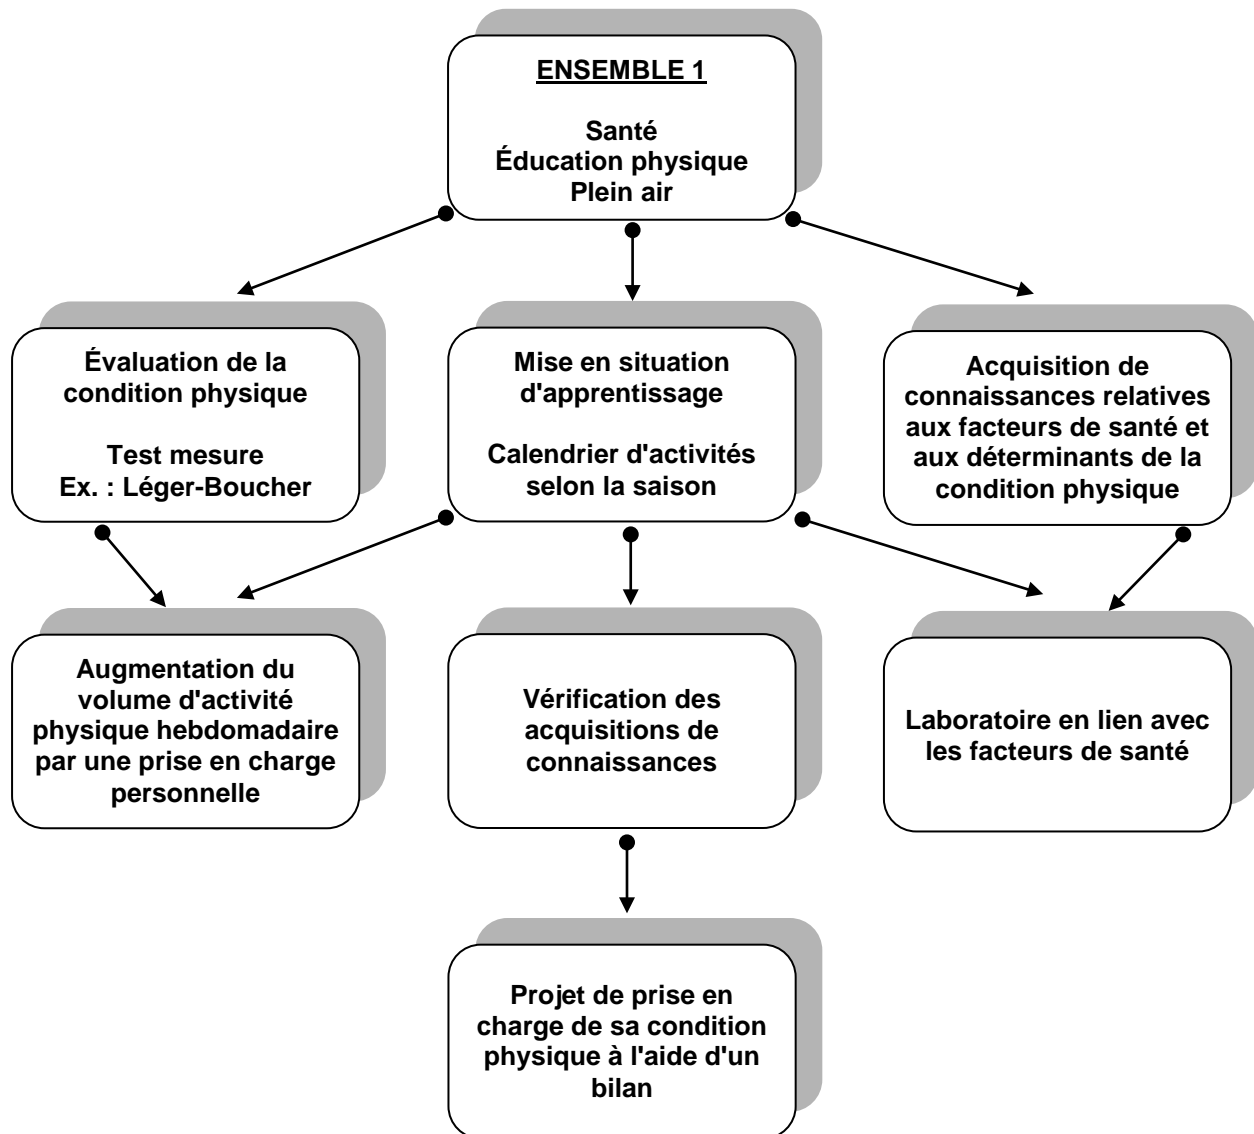 ENSEMBLE 1
Santé
Éducation physique
Plein air
Évaluation de la
condition physique
Test mesure
Ex. : Léger-Boucher
Mise en situation
d'apprentissage
Calendrier d'activités
selon la saison
Acquisition de
connaissances relatives
aux facteurs de santé et
aux déterminants de la
condition physique
Augmentation du
volume d'activité
physique hebdomadaire
par une prise en charge
personnelle
Vérification des
acquisitions de
connaissances
Laboratoire en lien avec
les facteurs de santé
Projet de prise en
charge de sa condition
physique à l'aide d'un
bilan